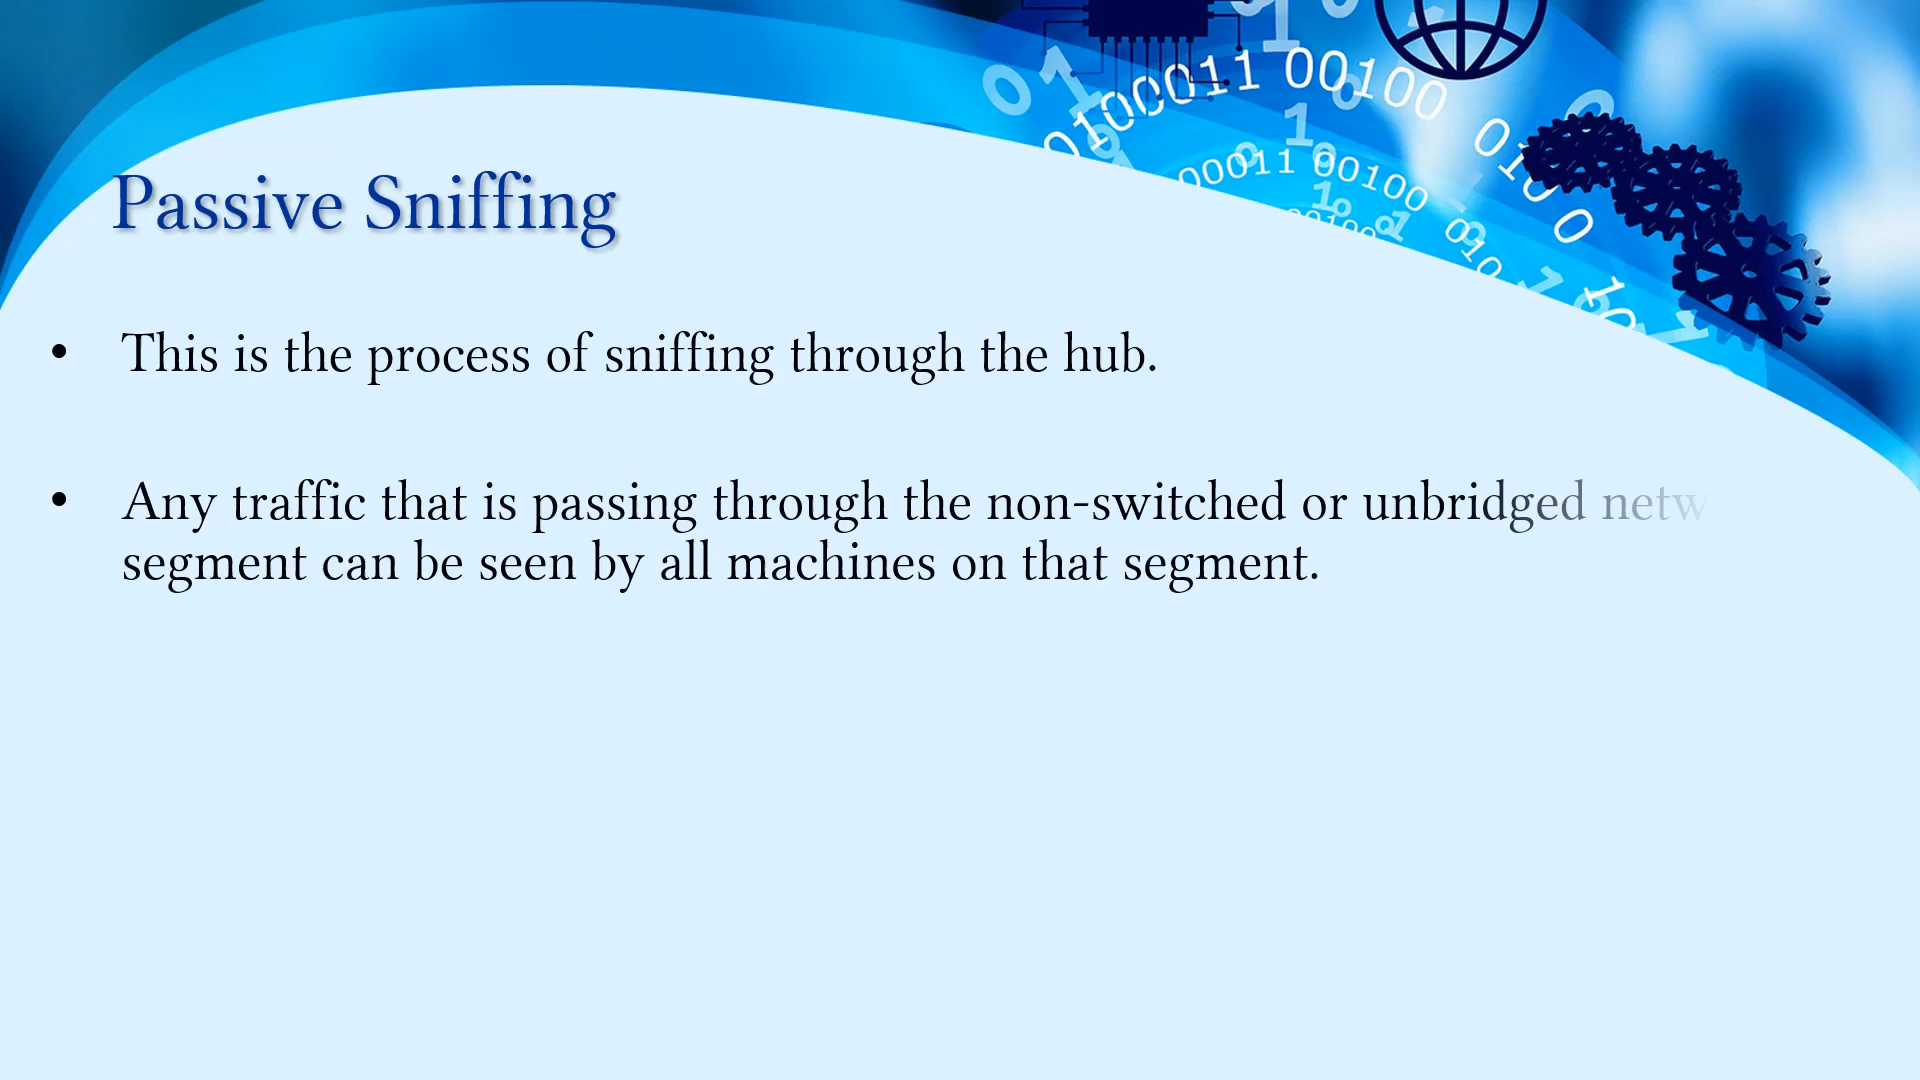 Passive Sniffing
• This is the process of sniffing through the hub.
• Any traffic that is passing through the non-switched or unbridged netw
segment can be seen by all machines on that segment.